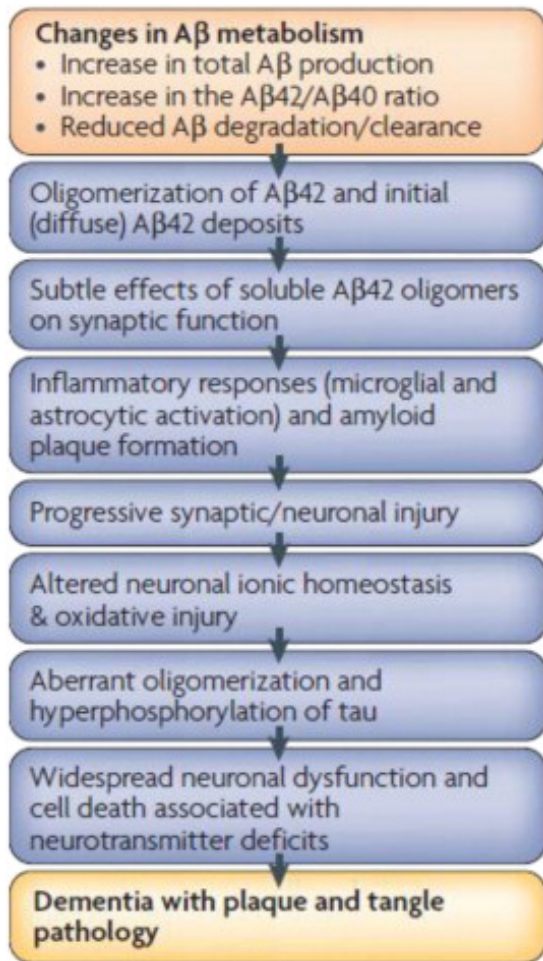 Changes in Aβ metabolism
• Increase in total Aβ production
• Increase in the Aβ42/Aβ40 ratio
• Reduced Aβ degradation/clearance
Oligomerization of Aβ42 and initial
(diffuse) Aβ42 deposits
Subtle effects of soluble Aβ42 oligomers
on synaptic function
Inflammatory responses (microglial and
astrocytic activation) and amyloid
plaque formation
Progressive synaptic/neuronal injury
Altered neuronal ionic homeostasis
& oxidative injury
Aberrant oligomerization and
hyperphosphorylation of tau
Widespread neuronal dysfunction and
cell death associated with
neurotransmitter deficits
Dementia with plaque and tangle
pathology